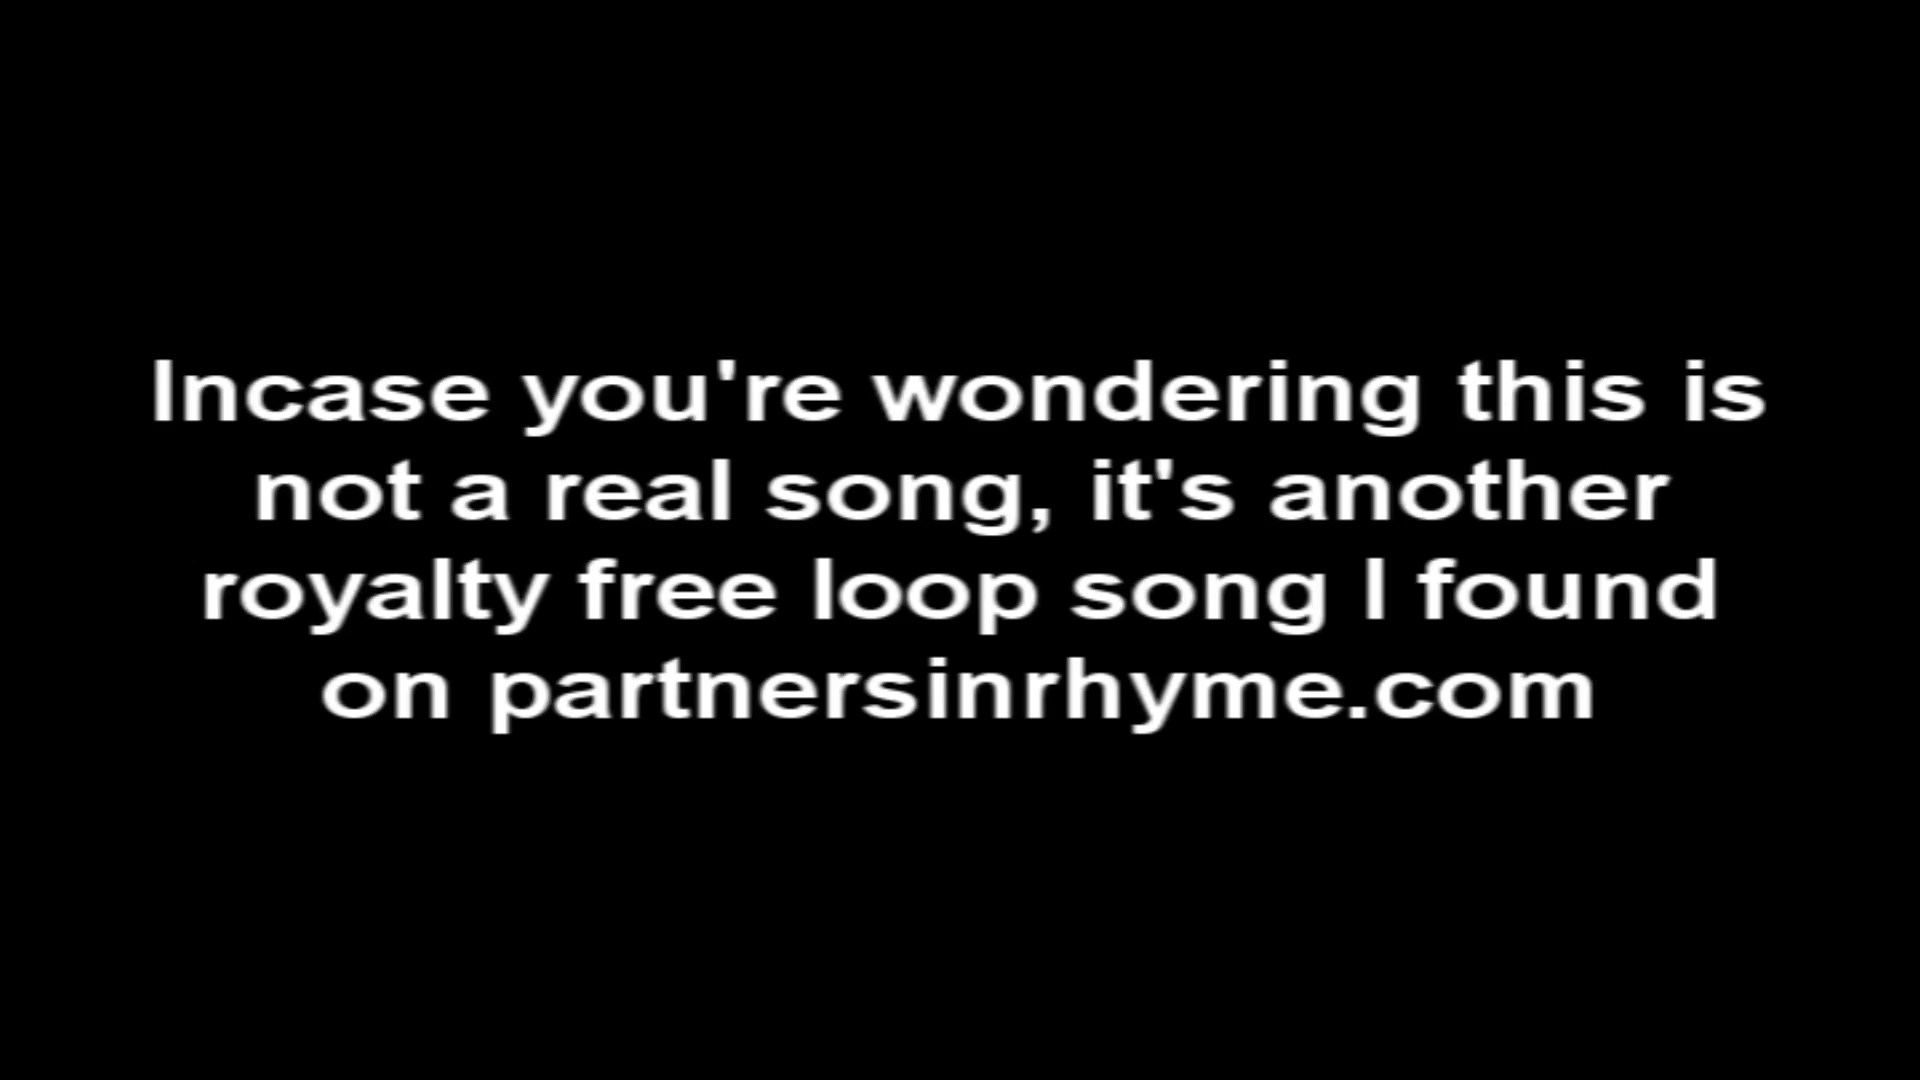 Incase you're wondering this is
not a real song, it's another
royalty free loop song I found
on partnersinrhyme.com